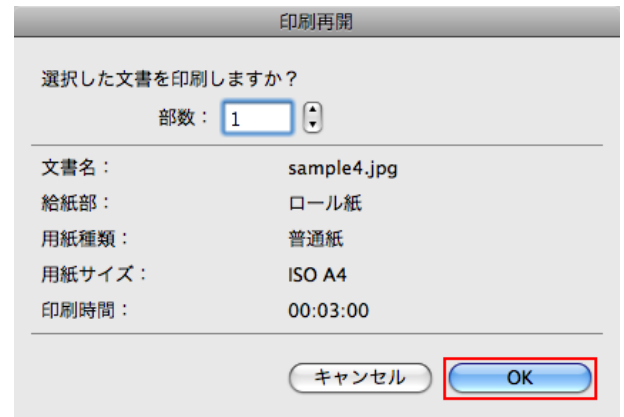 印刷再開
選択した文書を印刷しますか？
部数： 1
文書名： sample4.jpg
給紙部： ロール紙
用紙種類： 普通紙
用紙サイズ： ISO A4
印刷時間： 00:03:00
キャンセル OK